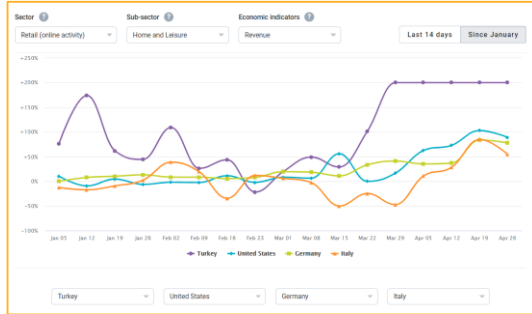 Sector ? Sub-sector ? Economic indicators ?
Retail (online activity) Home and Leisure Revenue Last 14 days Since January
+250%
+200%
+150%
+100%
+50%
0%
-50%
-100%
Jan 05 Jan 12 Jan 19 Jan 26 Feb 02 Feb 09 Feb 16 Feb 23 Mar 01 Mar 08 Mar 15 Mar 22 Mar 29 Apr 05 Apr 12 Apr 19 Apr 26
Turkey United States Germany Italy
Turkey United States Germany Italy